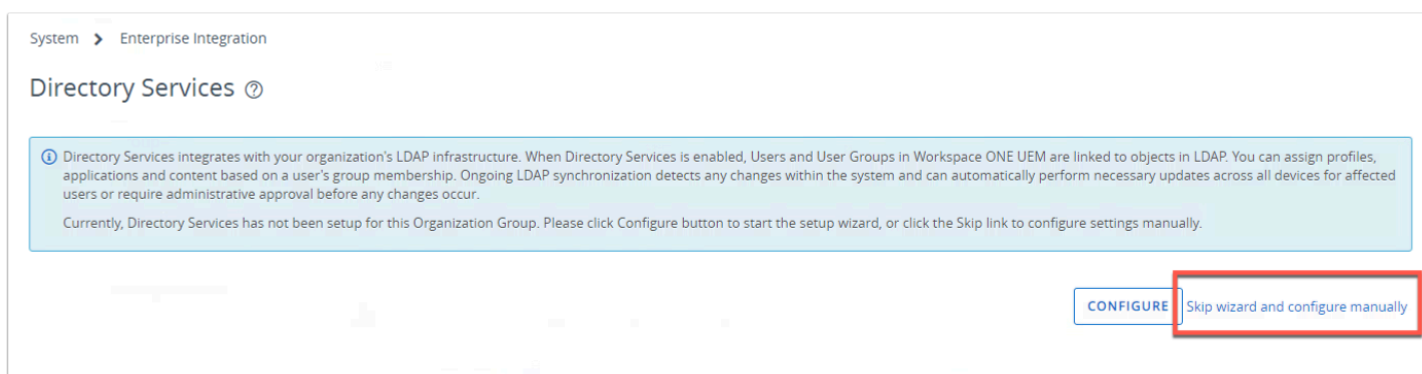 System > Enterprise Integration
Directory Services
Directory Services integrates with your organization's LDAP infrastructure. When Directory Services is enabled, Users and User Groups in Workspace ONE UEM are linked to objects in LDAP. You can assign profiles,
applications and content based on a user's group membership. Ongoing LDAP synchronization detects any changes within the system and can automatically perform necessary updates across all devices for affected
users or require administrative approval before any changes occur.
Currently, Directory Services has not been setup for this Organization Group. Please click Configure button to start the setup wizard, or click the Skip link to configure settings manually.
CONFIGURE Skip wizard and configure manually